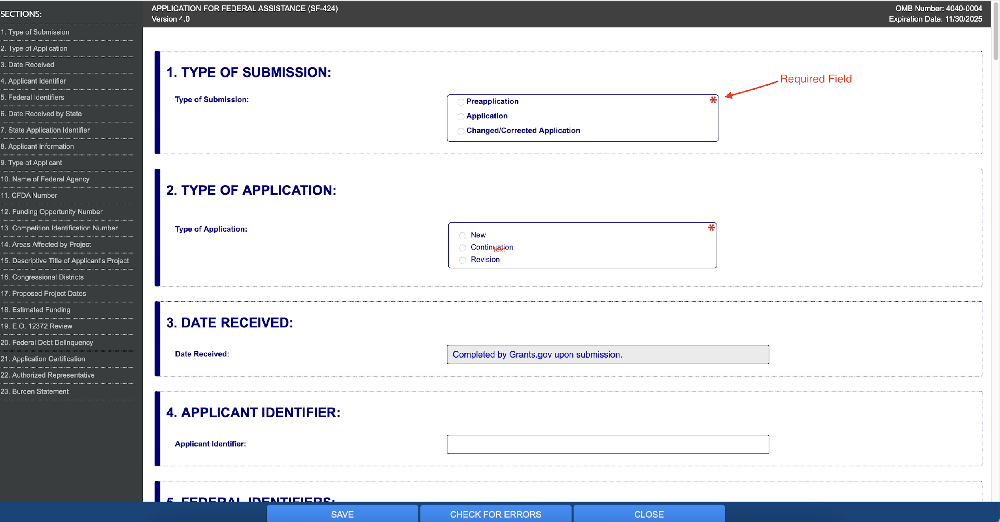 SECTIONS:
1. Type of Submission
2. Type of Application
3. Date Received
4. Applicant Identifier
5. Federal Identifiers
6. Date Received by State
7. State Application Identifier
8. Applicant Information
9. Type of Applicant
10. Name of Federal Agency
11. CFDA Number
12. Funding Opportunity Number
13. Competition Identification Number
14. Areas Affected by Project
15. Descriptive Title of Applicant's Project
16. Congressional Districts
17. Proposed Project Dates
18. Estimated Funding
19. E.O. 12372 Review
20. Federal Debt Delinquency
21. Application Certification
22. Authorized Representative
23. Burden Statement
APPLICATION FOR FEDERAL ASSISTANCE (SF-424)
Version 4.0
OMB Number: 4040-0004
Expiration Date: 11/30/2025
1. TYPE OF SUBMISSION:
Required Field
Type of Submission:
Preapplication *
Application
Changed/Corrected Application
2. TYPE OF APPLICATION:
Type of Application:
*
New
Continuation
Text
Revision
3. DATE RECEIVED:
Date Received:
Completed by Grants.gov upon submission.
4. APPLICANT IDENTIFIER:
Applicant Identifier:
5. FEDERAL IDENTIFIERS:
SAVE
CHECK FOR ERRORS
CLOSE